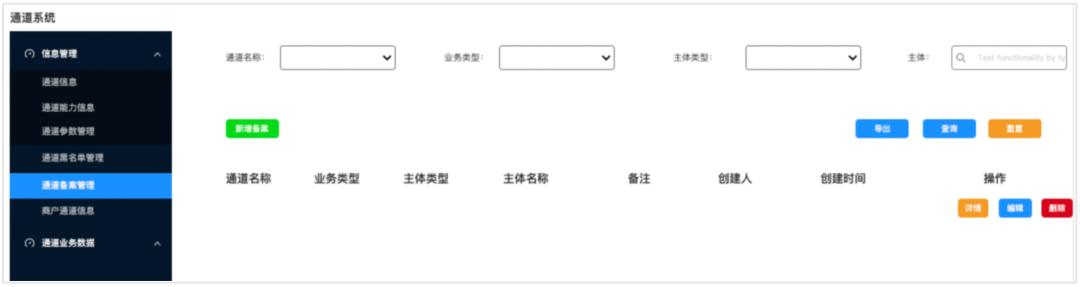 通道系统
信息管理
通道信息
通道能力信息
通道参数管理
通道黑名单管理
通道备案管理
商户通道信息
通道业务数据
通道名称: 业务类型: 主体类型: 主体: Test functionality by ty
新增备案 导出 查询 重置
通道名称 业务类型 主体类型 主体名称 备注 创建人 创建时间 操作
详情 编辑 删除